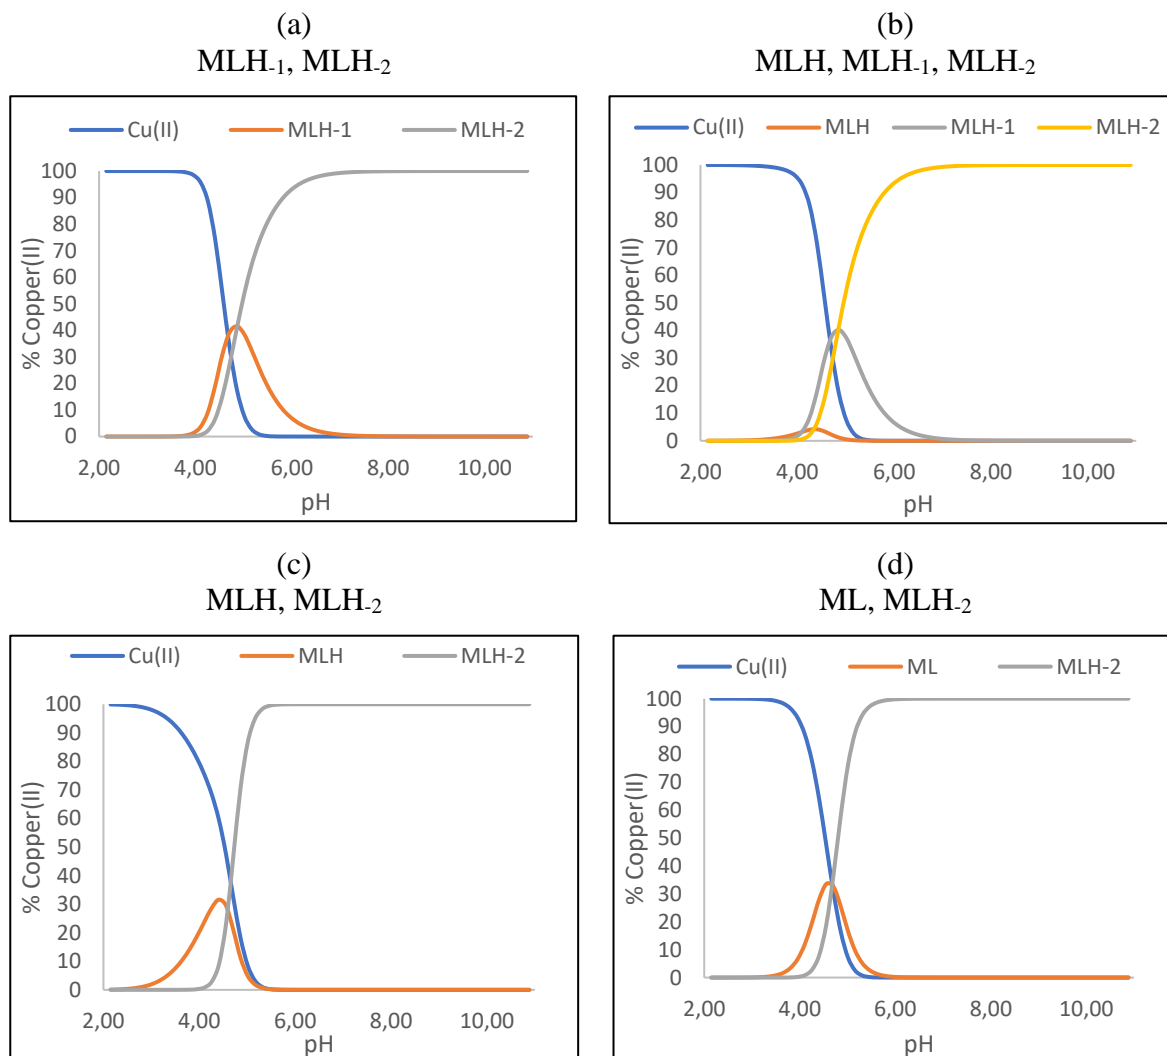 (a)
MLH-1, MLH-2
Cu(II) MLH-1 MLH-2
% Copper(II)
100
90
80
70
60
50
40
30
20
10
0
2,00 4,00 6,00 8,00 10,00
pH
(b)
MLH, MLH-1, MLH-2
Cu(II) MLH MLH-1 MLH-2
% Copper(II)
100
90
80
70
60
50
40
30
20
10
0
2,00 4,00 6,00 8,00 10,00
pH
(c)
MLH, MLH-2
Cu(II) MLH MLH-2
% Copper(II)
100
90
80
70
60
50
40
30
20
10
0
2,00 4,00 6,00 8,00 10,00
pH
(d)
ML, MLH-2
Cu(II) ML MLH-2
% Copper(II)
100
90
80
70
60
50
40
30
20
10
0
2,00 4,00 6,00 8,00 10,00
pH